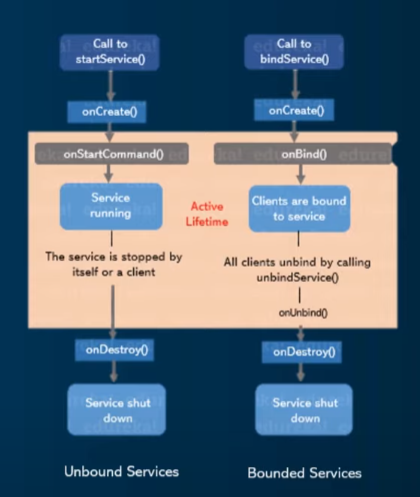 Call to
startService()
onCreate()
onStartCommand()
Service
running
The service is stopped by
itself or a client
onDestroy()
Service shut
down
Unbound Services
Active
Lifetime
Call to
bindService()
onCreate()
onBind()
Clients are bound
to service
All clients unbind by calling
unbindService()
onUnbind()
onDestroy()
Service shut
down
Bounded Services